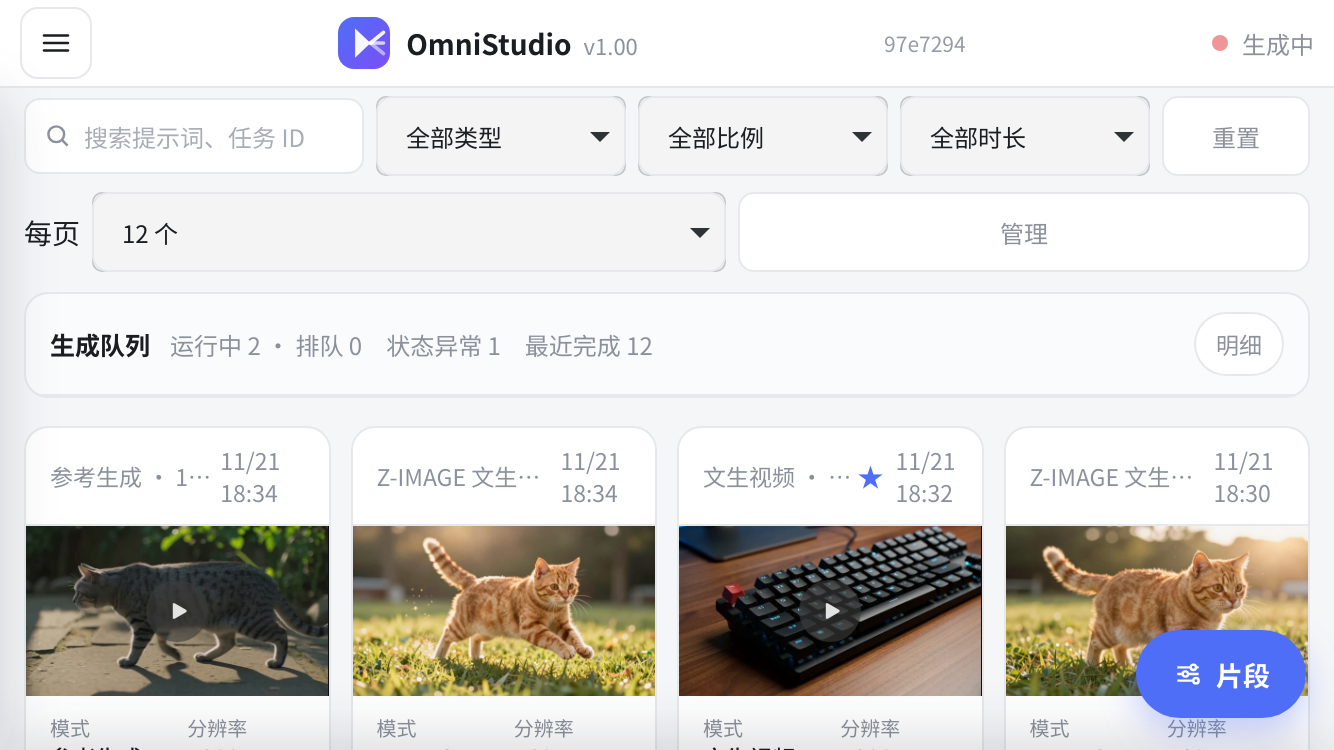 OmniStudio v1.00
97e7294
生成中
搜索提示词、任务 ID
全部类型
全部比例
全部时长
重置
每页
12 个
管理
生成队列 运行中 2 • 排队 0 状态异常 1 最近完成 12
明细
参考生成 • 1…
11/21
18:34
Z-IMAGE 文生…
11/21
18:34
文生视频 • … ★
11/21
18:32
Z-IMAGE 文生…
11/21
18:30
模式
分辨率
模式
分辨率
模式
分辨率
模式
分辨率
片段